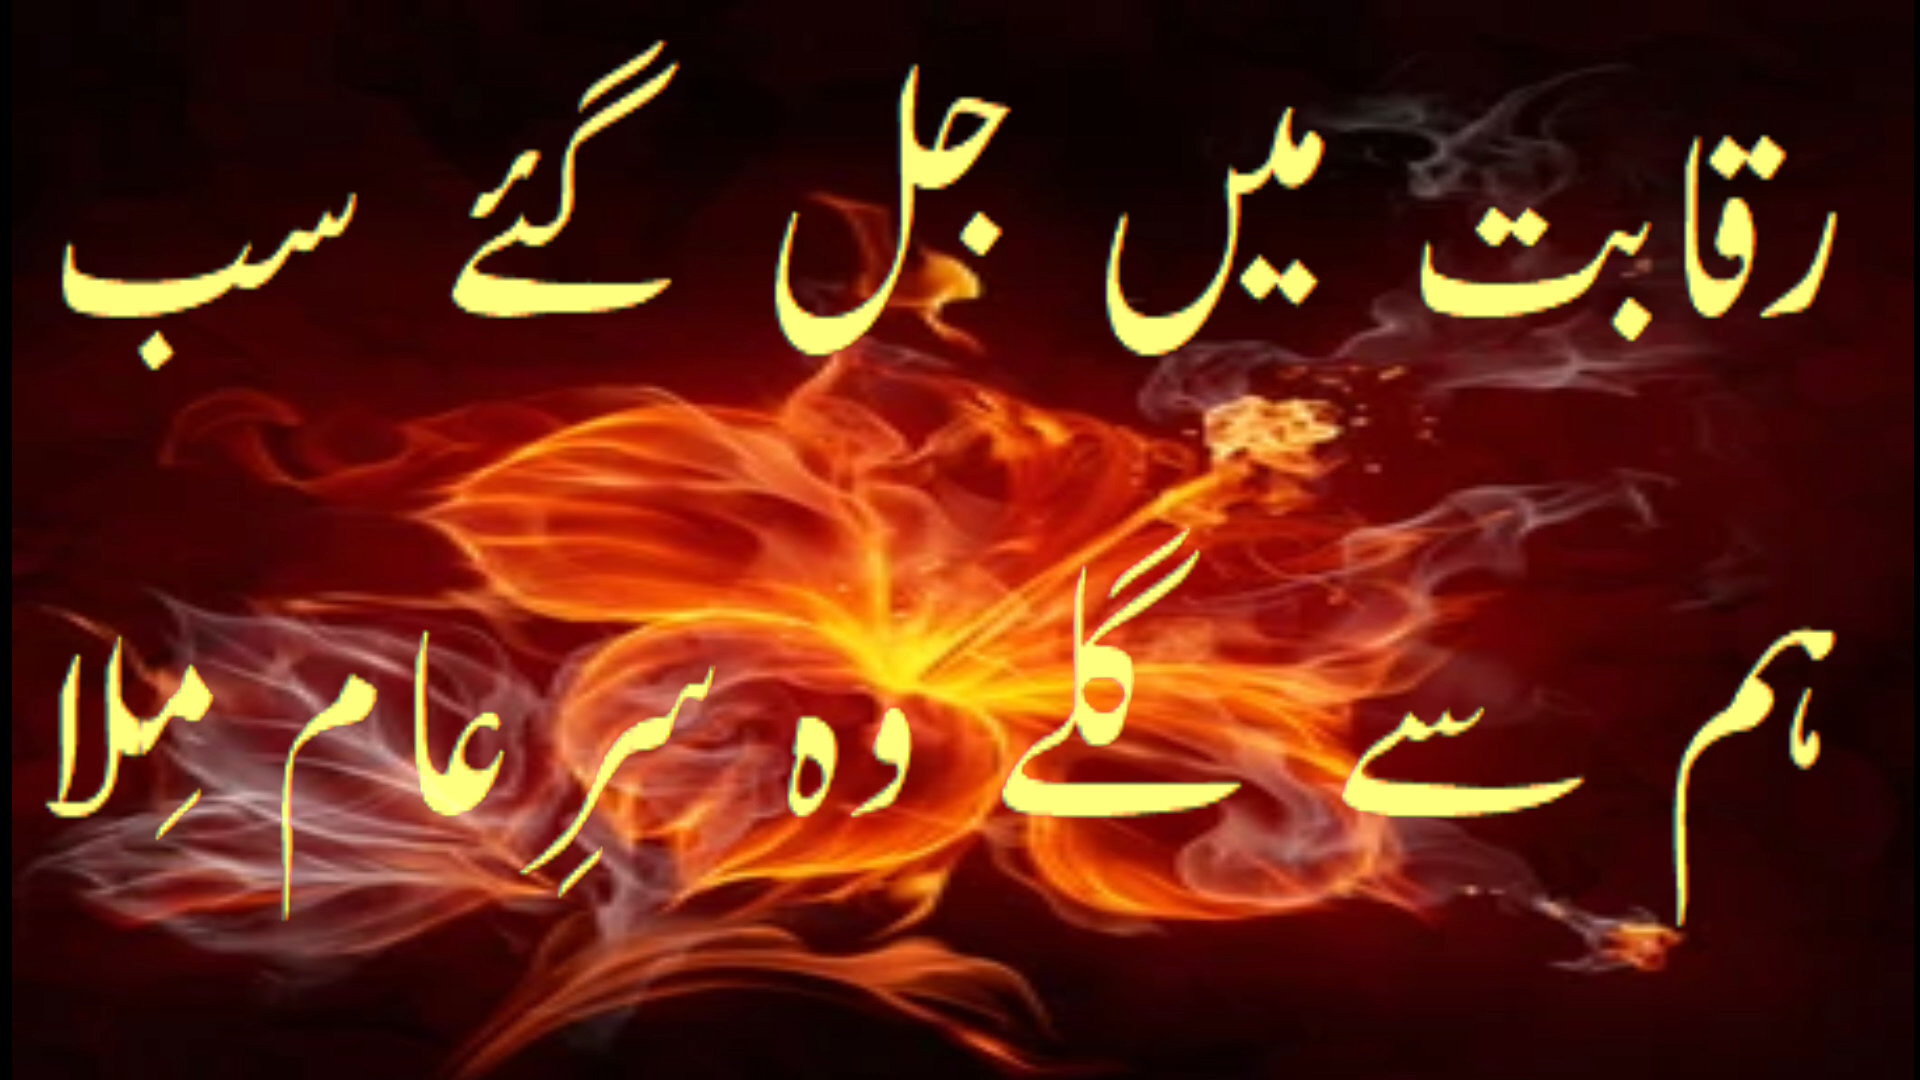 رقابت میں جل گئے سب
ہم سے گلے وہ سرِ عام مِلا